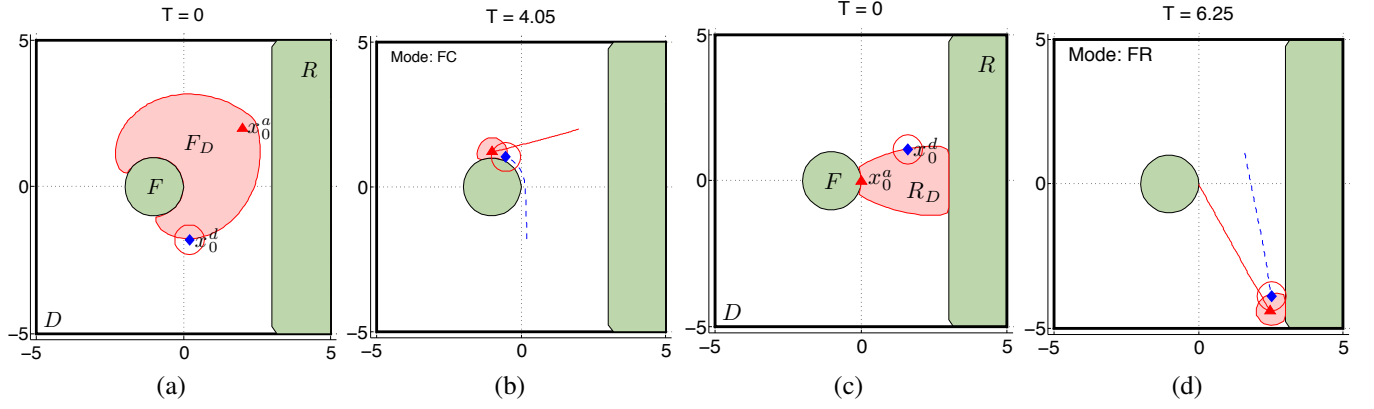 T = 0
5
R
x_0^a
F_D
F
0
x_0^d
D
−5
−5 0 5
(a)
T = 4.05
5
Mode: FC
0
−5
−5 0 5
(b)
T = 0
5
R
x_0^d
F
x_0^a
R_D
0
D
−5
−5 0 5
(c)
T = 6.25
5
Mode: FR
0
−5
−5 0 5
(d)